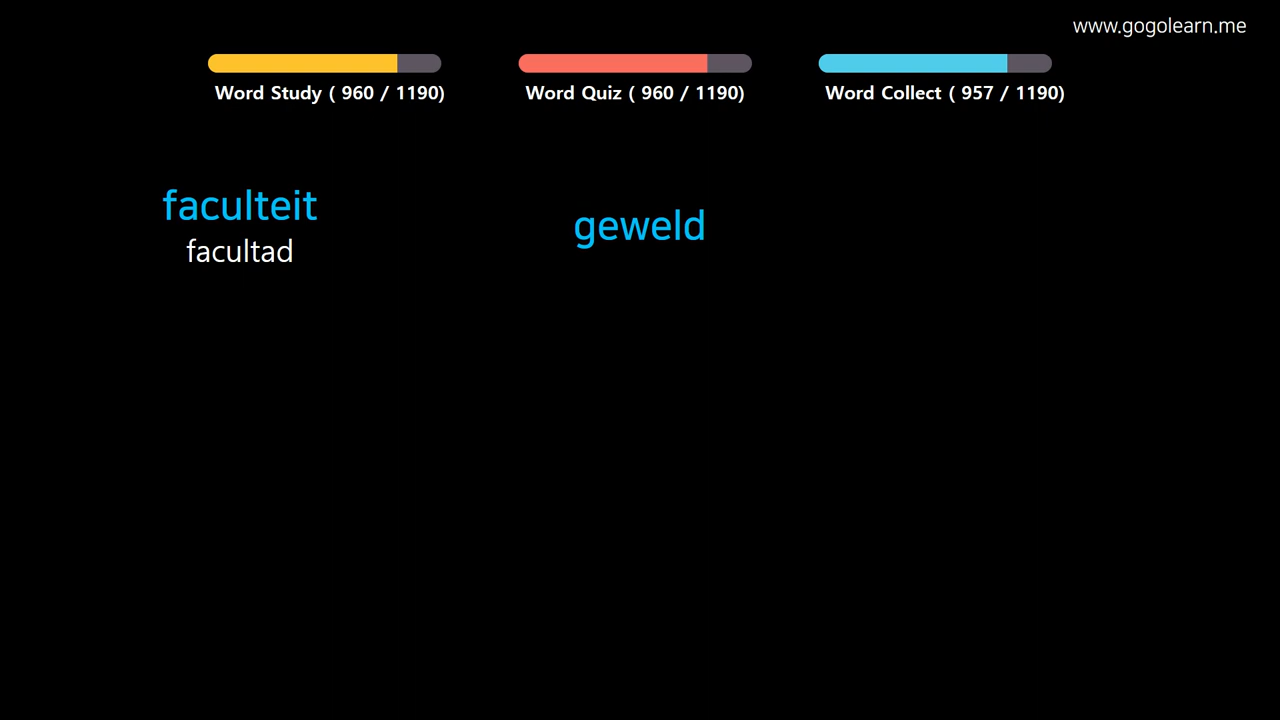 www.gogolearn.me
Word Study ( 960 / 1190)
Word Quiz ( 960 / 1190)
Word Collect ( 957 / 1190)
faculteit
facultad
geweld